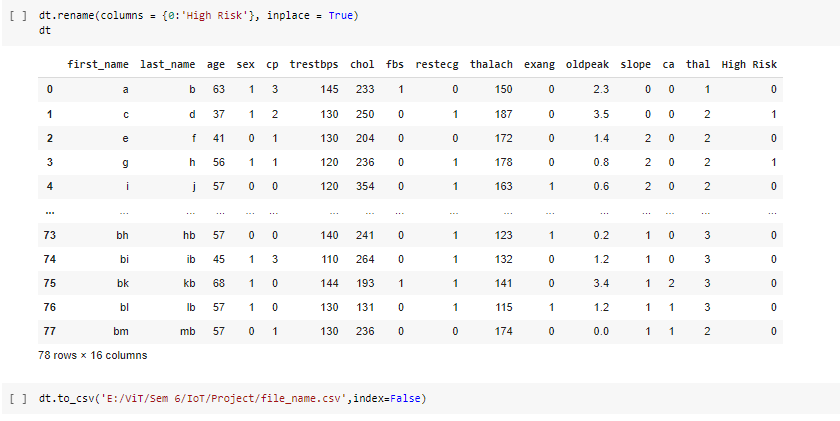 [ ] dt.rename(columns = {0:'High Risk'}, inplace = True)
dt
first_name last_name age sex cp trestbps chol fbs restecg thalach exang oldpeak slope ca thal High Risk
0 a b 63 1 3 145 233 1 0 150 0 2.3 0 0 1 0
1 c d 37 1 2 130 250 0 1 187 0 3.5 0 0 2 1
2 e f 41 0 1 130 204 0 0 172 0 1.4 2 0 2 0
3 g h 56 1 1 120 236 0 1 178 0 0.8 2 0 2 1
4 i j 57 0 0 120 354 0 1 163 1 0.6 2 0 2 0
... ... ... ... ... ... ... ... ... ... ... ... ... ... ... ... ...
73 bh hb 57 0 0 140 241 0 1 123 1 0.2 1 0 3 0
74 bi ib 45 1 3 110 264 0 1 132 0 1.2 1 0 3 0
75 bk kb 68 1 0 144 193 1 1 141 0 3.4 1 2 3 0
76 bl lb 57 1 0 130 131 0 1 115 1 1.2 1 1 3 0
77 bm mb 57 0 1 130 236 0 0 174 0 0.0 1 1 2 0
78 rows × 16 columns
[ ] dt.to_csv('E:/ViT/Sem 6/IoT/Project/file_name.csv',index=False)